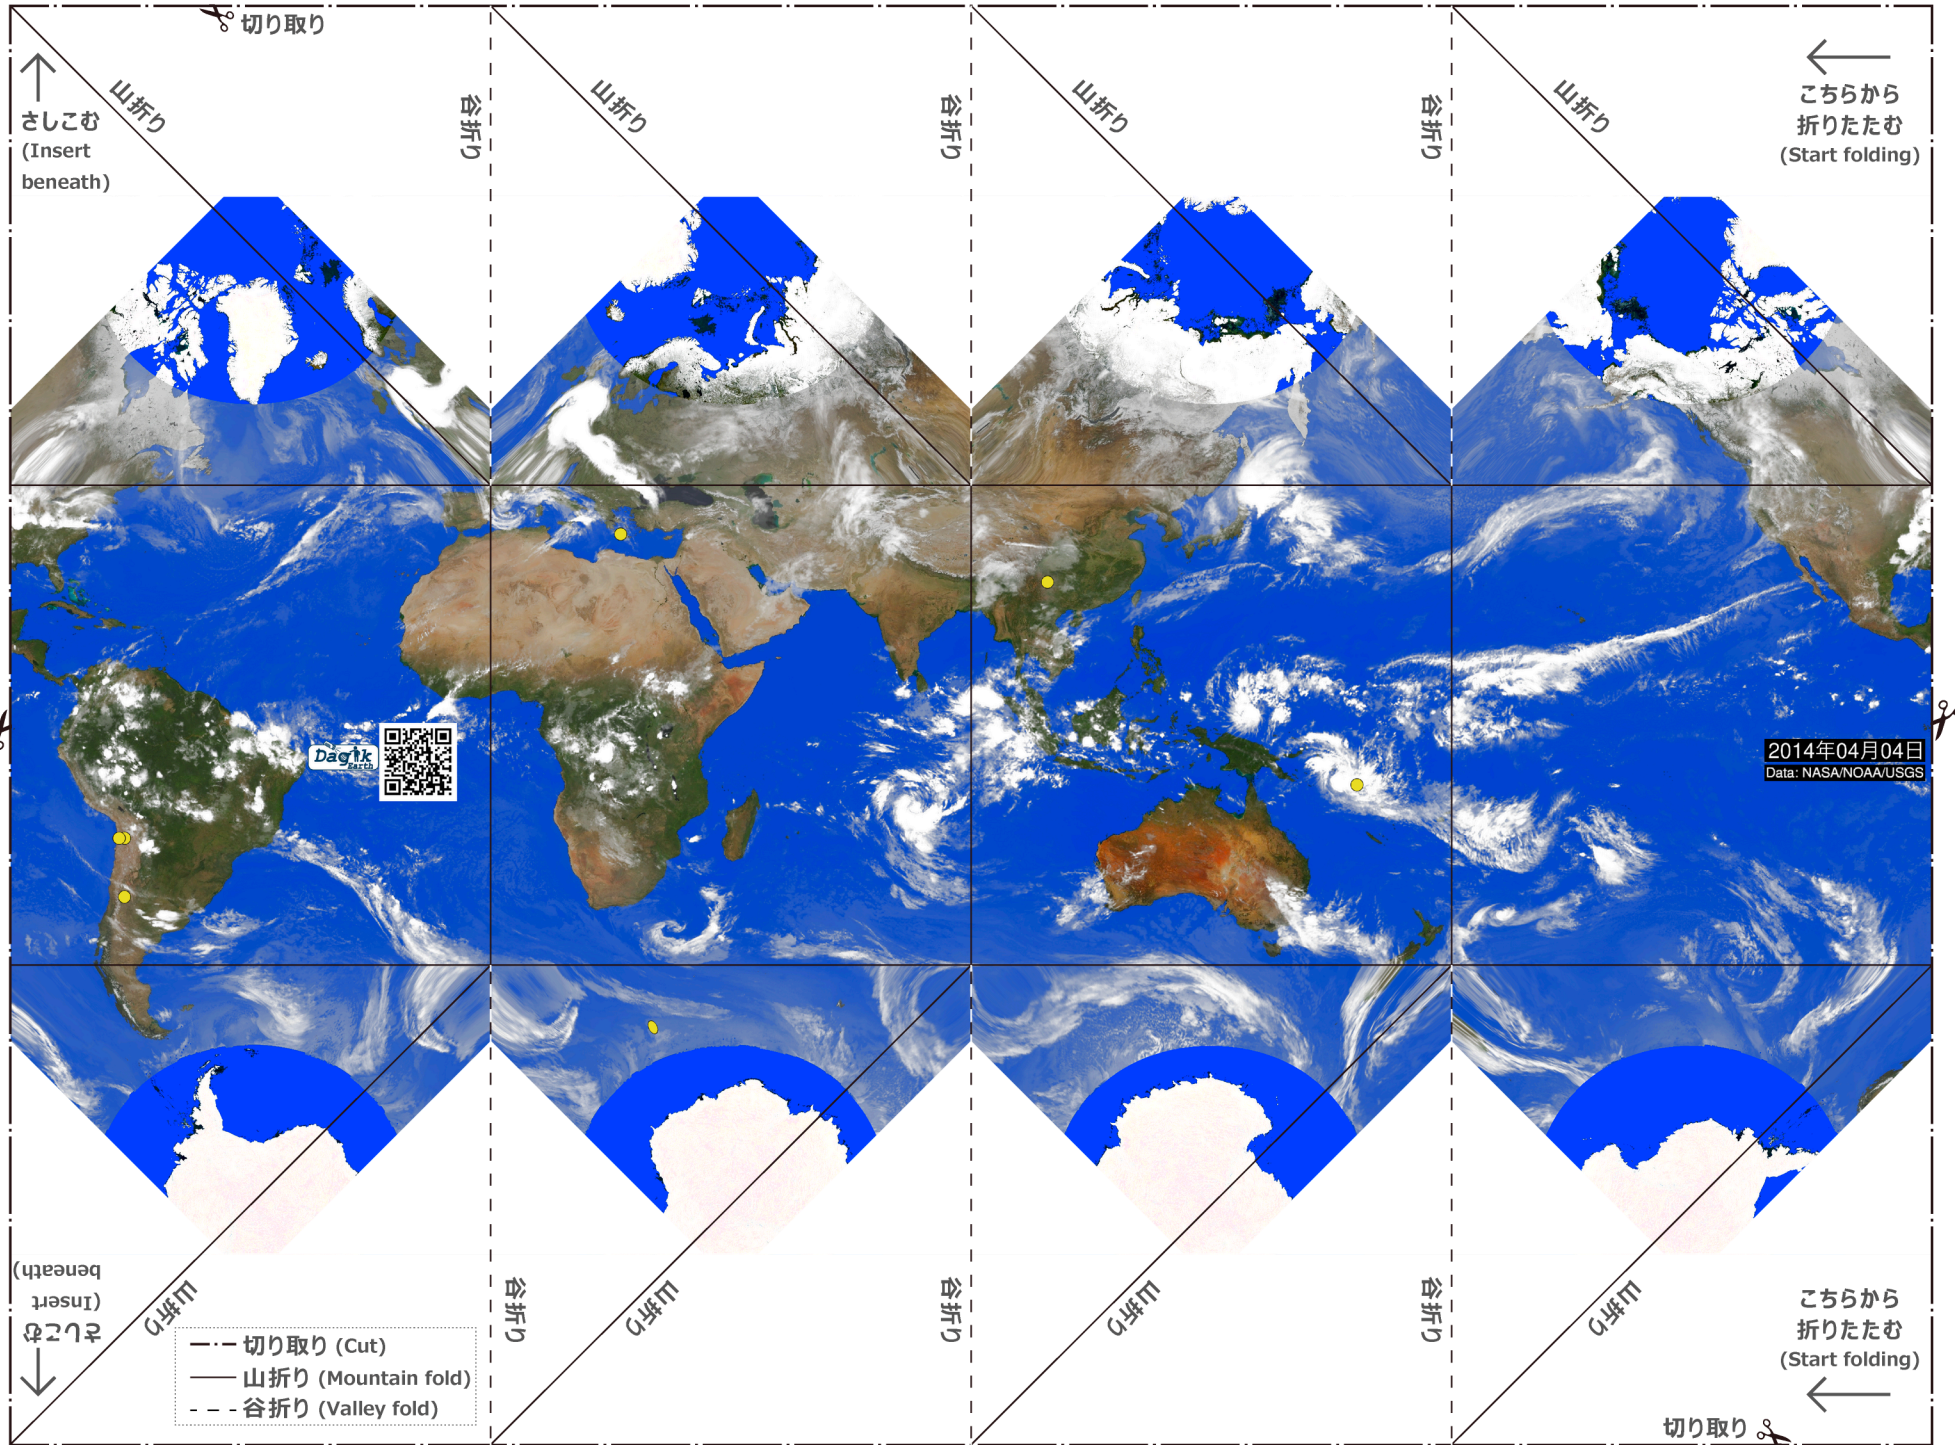 切り取り
さしこむ
(Insert
beneath)
山折り
谷折り
山折り
谷折り
山折り
谷折り
山折り
こちらから
折りたたむ
(Start folding)
Dagik
Earth
2014年04月04日
Data: NASA/NOAA/USGS
さしこむ
(Insert
beneath)
山折り
谷折り
山折り
谷折り
山折り
谷折り
山折り
こちらから
折りたたむ
(Start folding)
切り取り (Cut)
山折り (Mountain fold)
谷折り (Valley fold)
切り取り